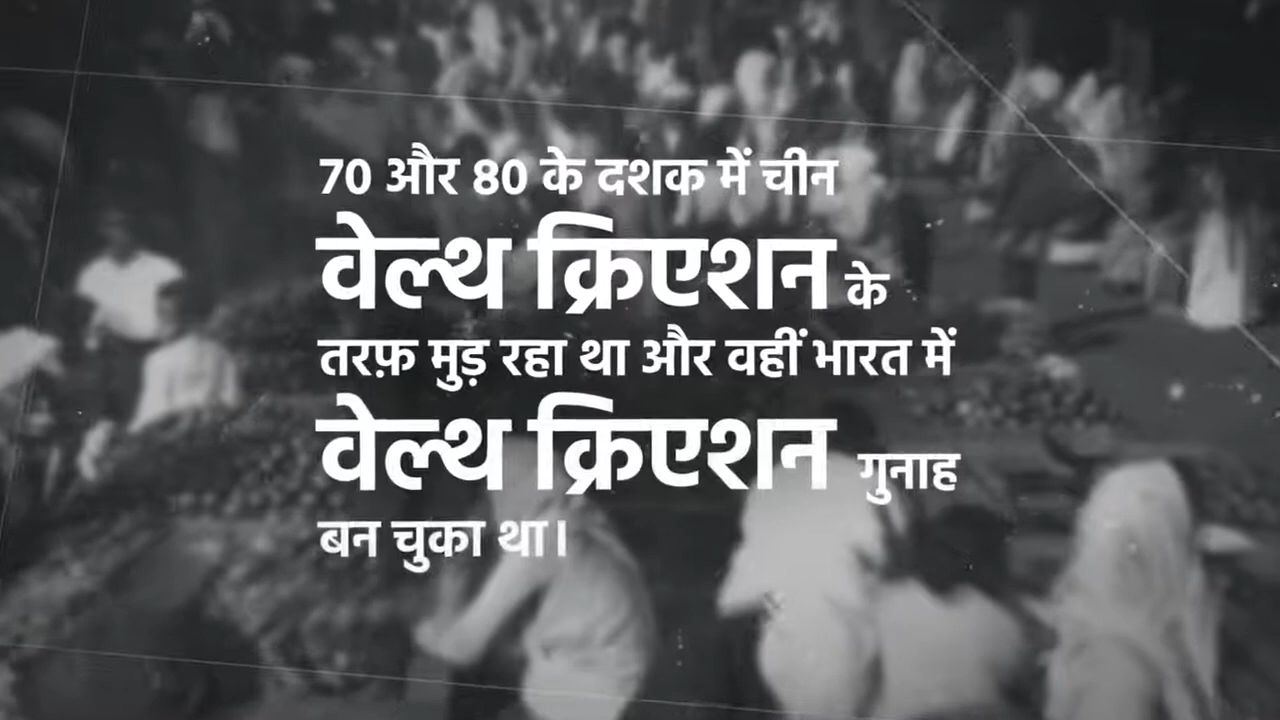 70 और 80 के दशक में चीन
वेल्थ क्रिएशन के
तरफ़ मुड़ रहा था और वहीं भारत में
वेल्थ क्रिएशन गुनाह
बन चुका था।